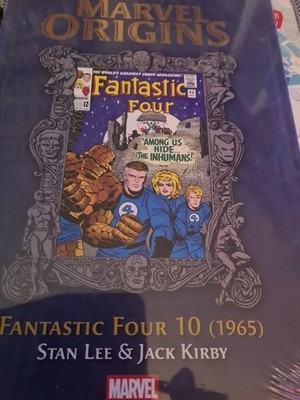 MARVEL
ORIGINS
THE WORLD'S GREATEST COMIC MAGAZINE!
Fantastic
Four
12
"AMONG US
HIDE...
THE INHUMANS!"
FANTASTIC FOUR 10 (1965)
STAN LEE & JACK KIRBY
MARVEL